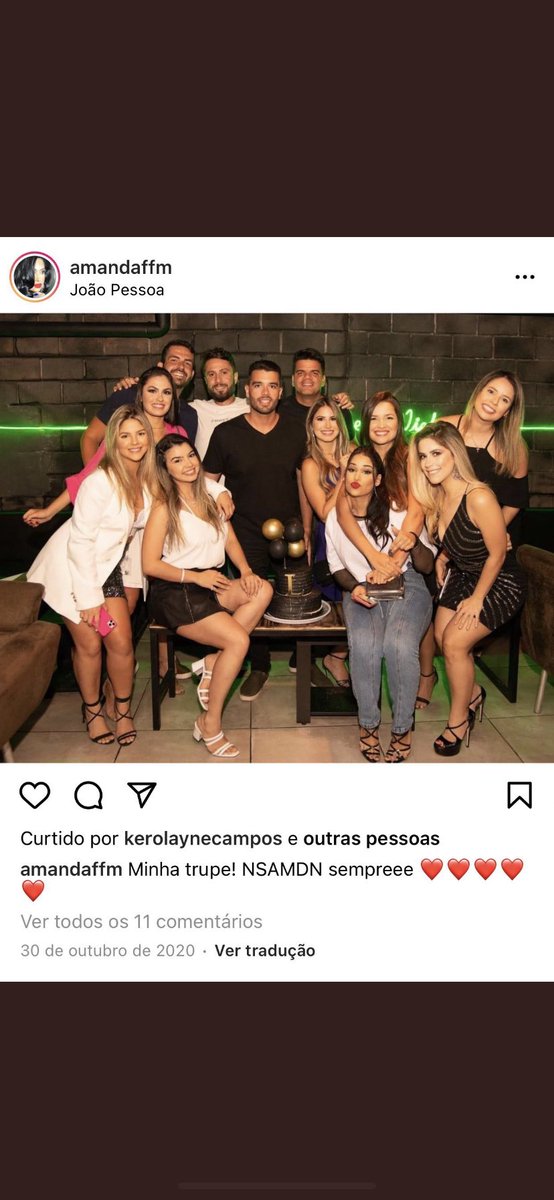 amandaffm
João Pessoa
L
Curtido por kerolaynecampos e outras pessoas
amandaffm Minha trupe! NSAMDN sempreee ❤️❤️❤️❤️
❤️
Ver todos os 11 comentários
30 de outubro de 2020 · Ver tradução